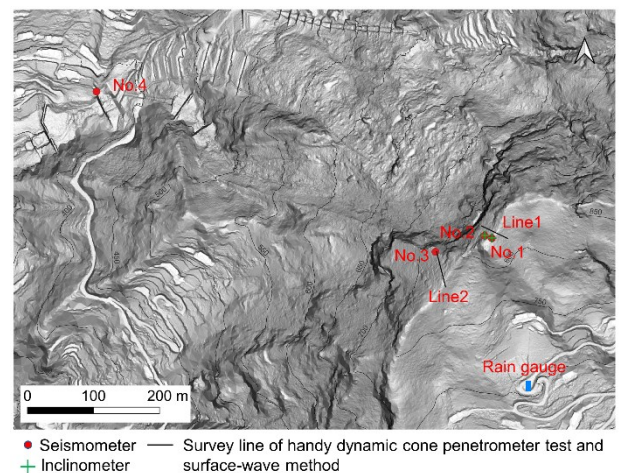 No.4
850
Line1
No.2
No.1
No.3
Line2
Rain gauge
0 100 200 m
Seismometer
Survey line of handy dynamic cone penetrometer test and
Inclinometer
surface-wave method